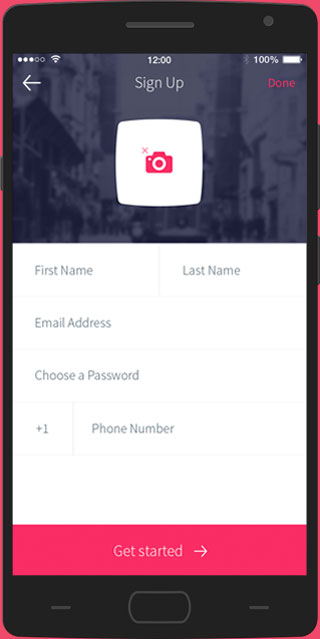 12:00 100%
Sign Up Done
First Name Last Name
Email Address
Choose a Password
+1 Phone Number
Get started